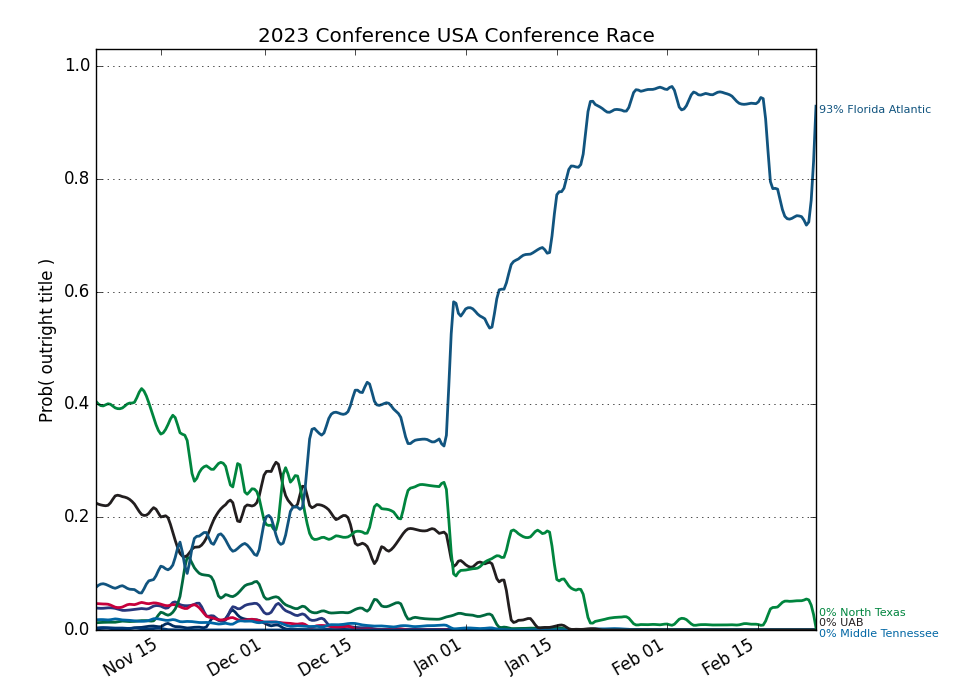 2023 Conference USA Conference Race
1.0
0.8
0.6
0.4
0.2
0.0
Prob( outright title )
93% Florida Atlantic
0% North Texas
0% UAB
0% Middle Tennessee
Nov 15
Dec 01
Dec 15
Jan 01
Jan 15
Feb 01
Feb 15